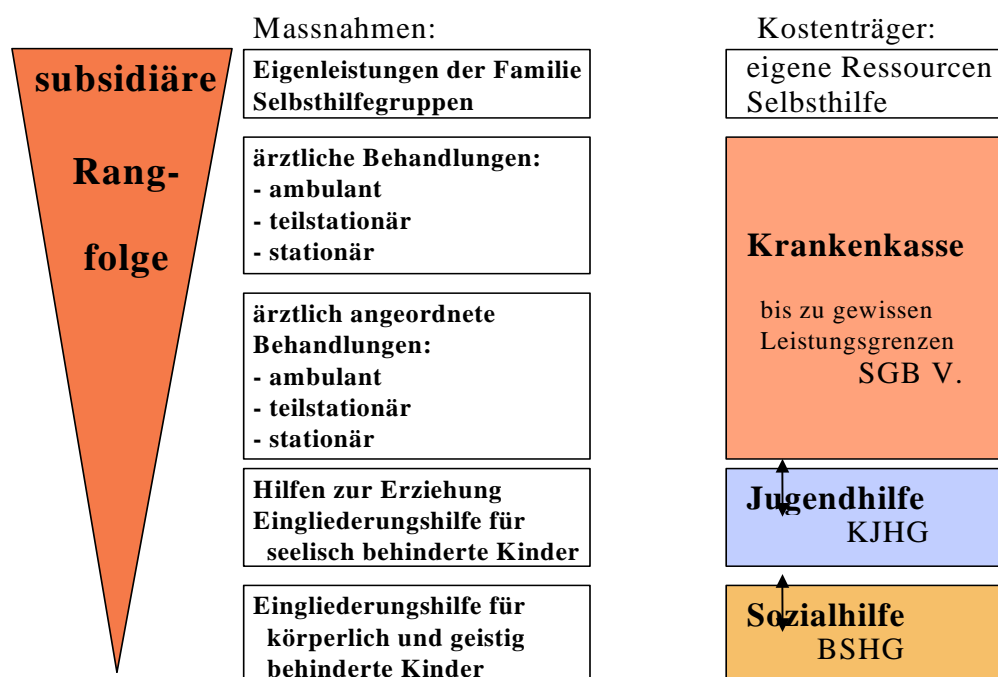 Massnahmen:
Kostenträger:
subsidiäre
Rang-
folge
Eigenleistungen der Familie
Selbsthilfegruppen
eigene Ressourcen
Selbsthilfe
ärztliche Behandlungen:
- ambulant
- teilstationär
- stationär
ärztlich angeordnete
Behandlungen:
- ambulant
- teilstationär
- stationär
Krankenkasse
bis zu gewissen
Leistungsgrenzen
SGB V.
Hilfen zur Erziehung
Eingliederungshilfe für
seelisch behinderte Kinder
Jugendhilfe
KJHG
Eingliederungshilfe für
körperlich und geistig
behinderte Kinder
Sozialhilfe
BSHG